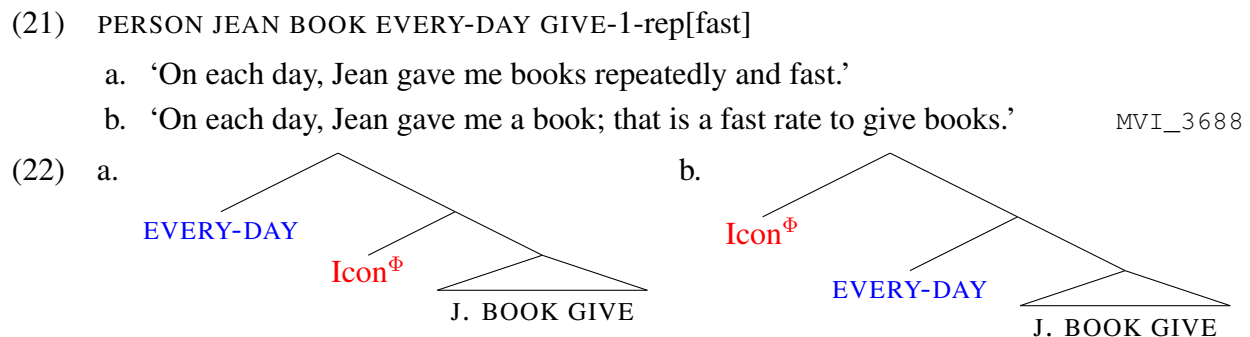 (21) PERSON JEAN BOOK EVERY-DAY GIVE-1-rep[fast]
a. ‘On each day, Jean gave me books repeatedly and fast.’
b. ‘On each day, Jean gave me a book; that is a fast rate to give books.’ MVI_3688
(22) a. b.
EVERY-DAY Icon^Φ
Icon^Φ EVERY-DAY
J. BOOK GIVE J. BOOK GIVE